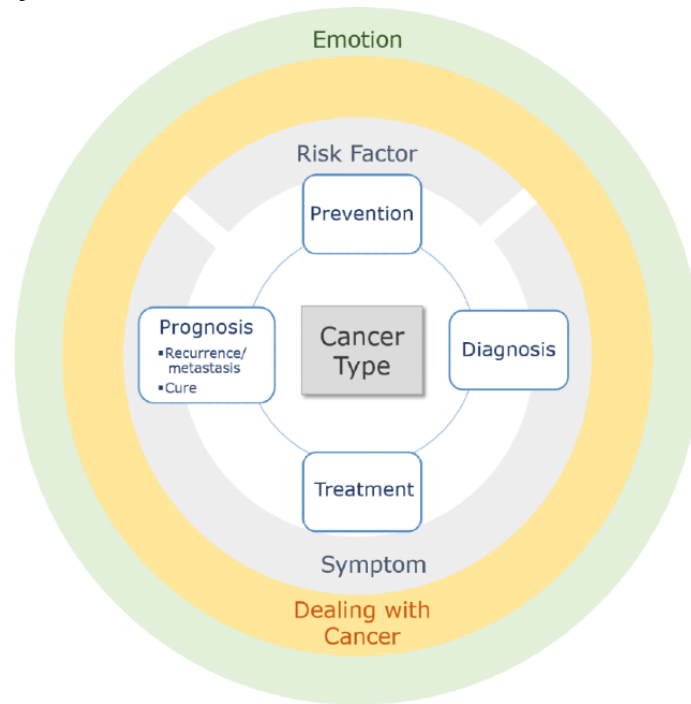 Emotion
Risk Factor
Prevention
Prognosis
▪Recurrence/
metastasis
▪Cure
Cancer
Type
Diagnosis
Treatment
Symptom
Dealing with
Cancer